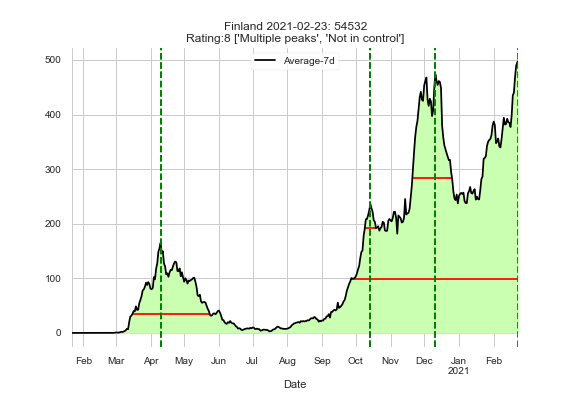 Finland 2021-02-23: 54532
Rating:8 ['Multiple peaks', 'Not in control']
Average-7d
500
400
300
200
100
0
Feb Mar Apr May Jun Jul Aug Sep Oct Nov Dec Jan Feb
2021
Date